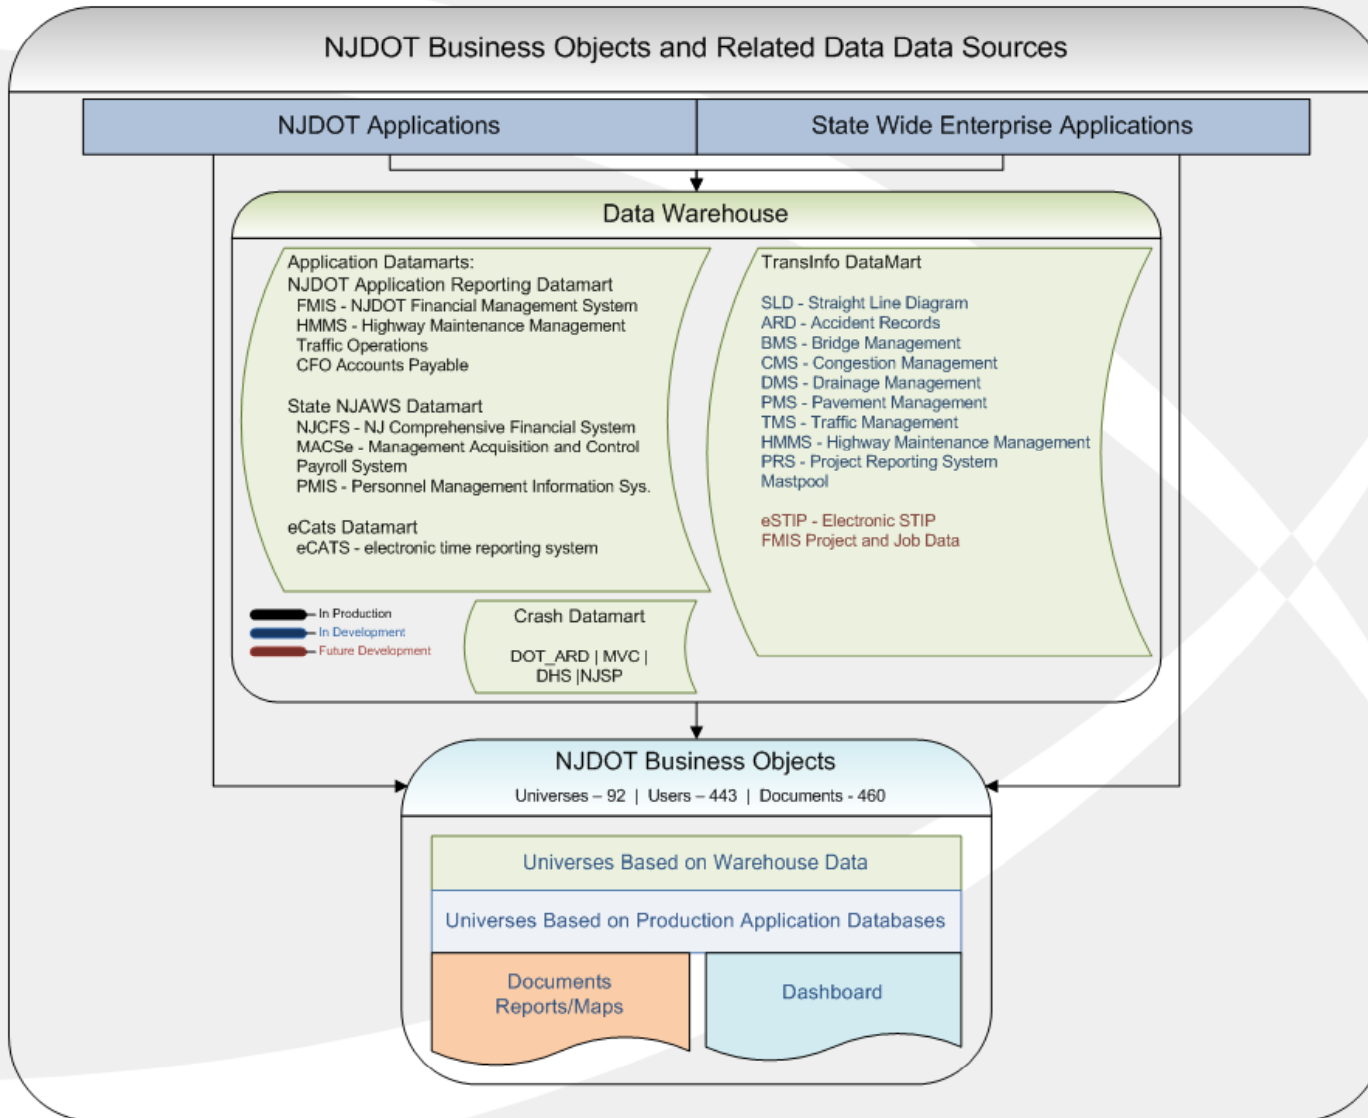 NJDOT Business Objects and Related Data Data Sources
NJDOT Applications
State Wide Enterprise Applications
Data Warehouse
Application Datamarts:
NJDOT Application Reporting Datamart
FMIS - NJDOT Financial Management System
HMMS - Highway Maintenance Management
Traffic Operations
CFO Accounts Payable
State NJAWS Datamart
NJCFS - NJ Comprehensive Financial System
MACSe - Management Acquisition and Control
Payroll System
PMIS - Personnel Management Information Sys.
eCats Datamart
eCATS - electronic time reporting system
TransInfo DataMart
SLD - Straight Line Diagram
ARD - Accident Records
BMS - Bridge Management
CMS - Congestion Management
DMS - Drainage Management
PMS - Pavement Management
TMS - Traffic Management
HMMS - Highway Maintenance Management
PRS - Project Reporting System
Mastpool
eSTIP - Electronic STIP
FMIS Project and Job Data
In Production
In Development
Future Development
Crash Datamart
DOT_ARD | MVC |
DHS |NJSP
NJDOT Business Objects
Universes – 92 | Users – 443 | Documents - 460
Universes Based on Warehouse Data
Universes Based on Production Application Databases
Documents
Reports/Maps
Dashboard